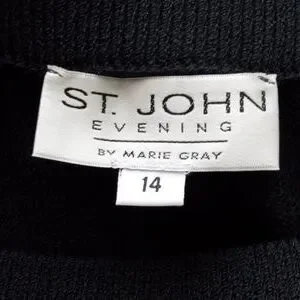 ST. JOHN
EVENING
BY MARIE GRAY
14